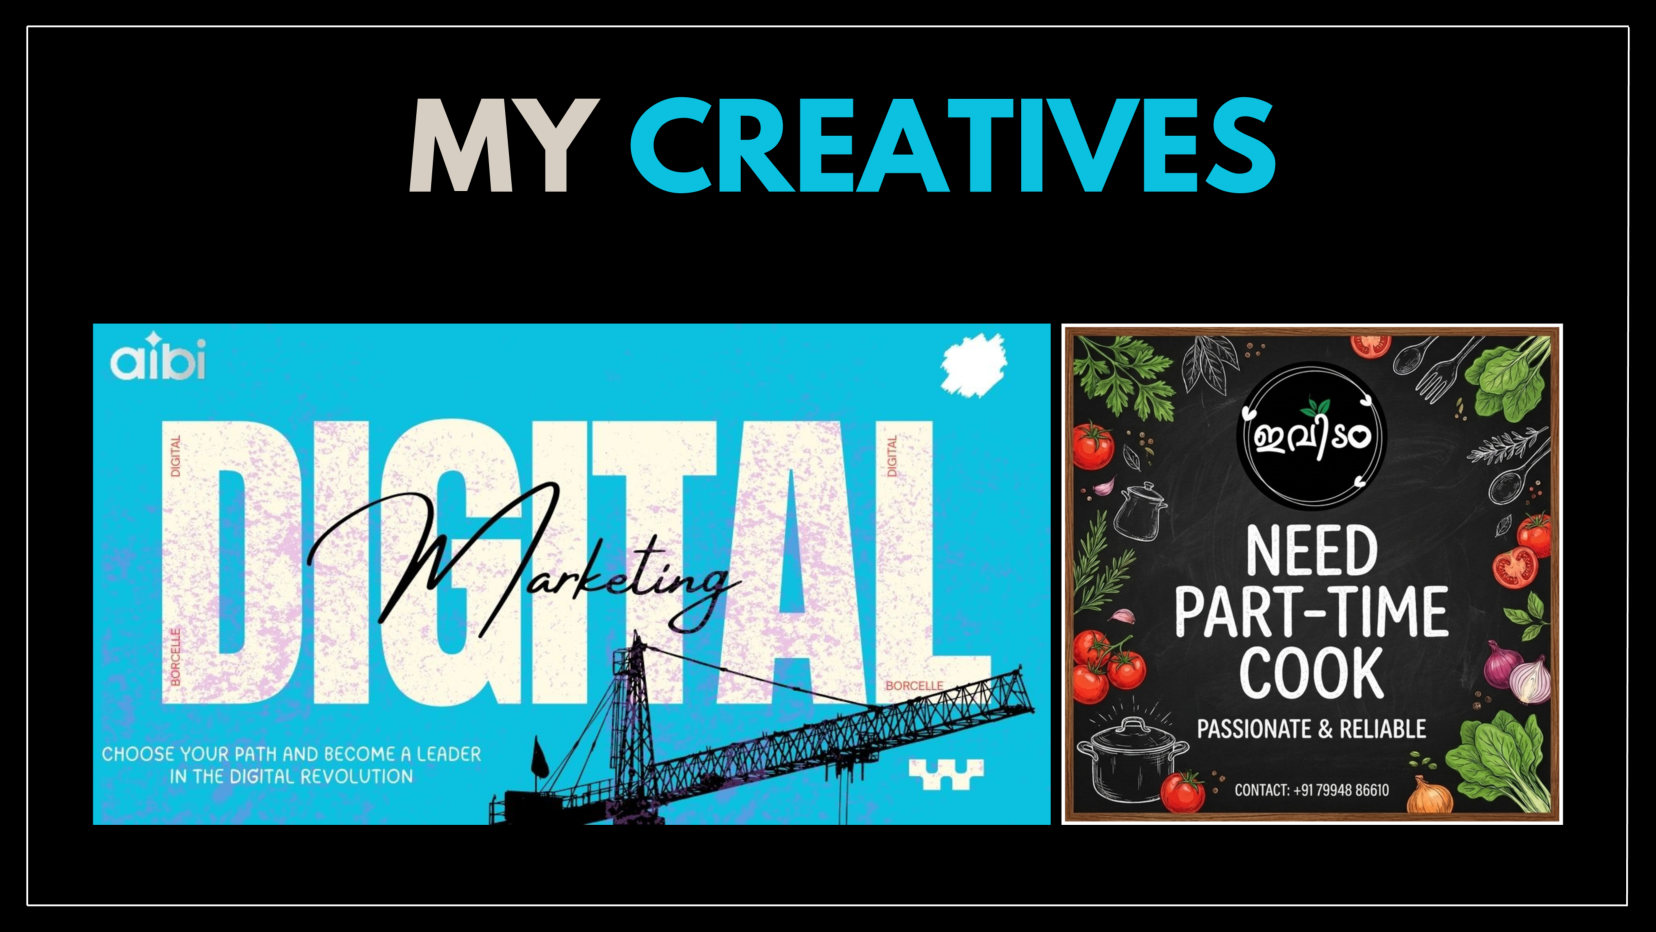 MY CREATIVES
aibi
DIGITAL
DIGITAL
DIGITAL
Marketing
BORCELLE
BORCELLE
CHOOSE YOUR PATH AND BECOME A LEADER
IN THE DIGITAL REVOLUTION
ഇവിടം
NEED
PART-TIME
COOK
PASSIONATE & RELIABLE
CONTACT: +91 79948 86610